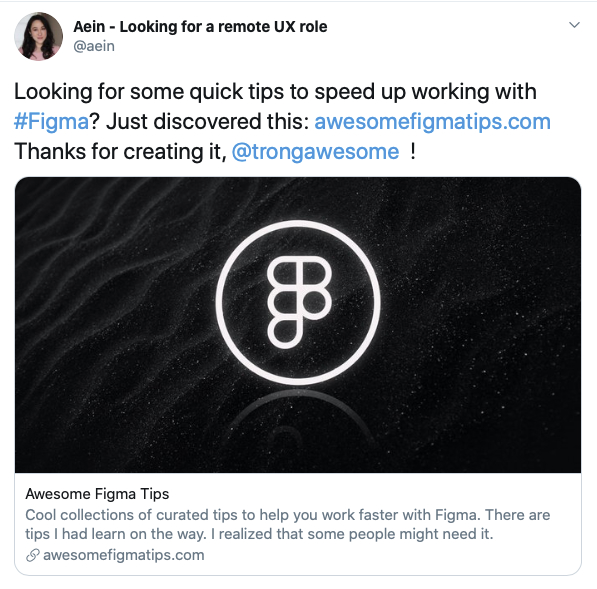 Aein - Looking for a remote UX role
@aein
Looking for some quick tips to speed up working with
#Figma? Just discovered this: awesomefigmatips.com
Thanks for creating it, @trongawesome !
Awesome Figma Tips
Cool collections of curated tips to help you work faster with Figma. There are
tips I had learn on the way. I realized that some people might need it.
awesomefigmatips.com